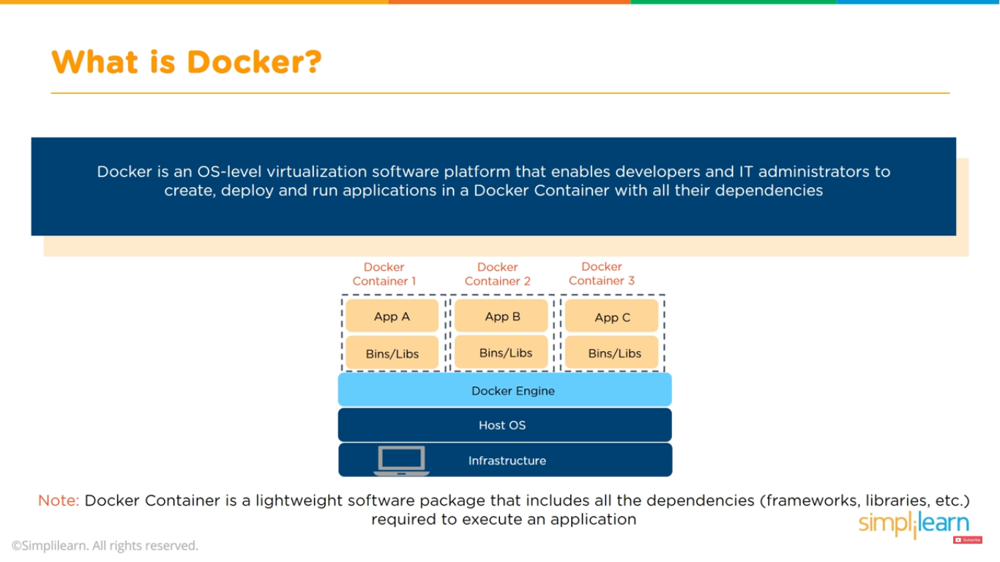 What is Docker?
Docker is an OS-level virtualization software platform that enables developers and IT administrators to
create, deploy and run applications in a Docker Container with all their dependencies
Docker
Container 1
Docker
Container 2
Docker
Container 3
App A
App B
App C
Bins/Libs
Bins/Libs
Bins/Libs
Docker Engine
Host OS
Infrastructure
Note: Docker Container is a lightweight software package that includes all the dependencies (frameworks, libraries, etc.)
required to execute an application
simplilearn
Subscribe
©Simplilearn. All rights reserved.